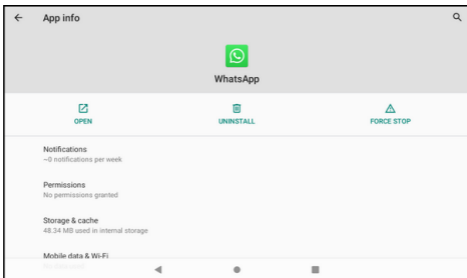 App info
WhatsApp
OPEN
UNINSTALL
FORCE STOP
Notifications
~0 notifications per week
Permissions
No permissions granted
Storage & cache
48.34 MB used in internal storage
Mobile data & Wi-Fi